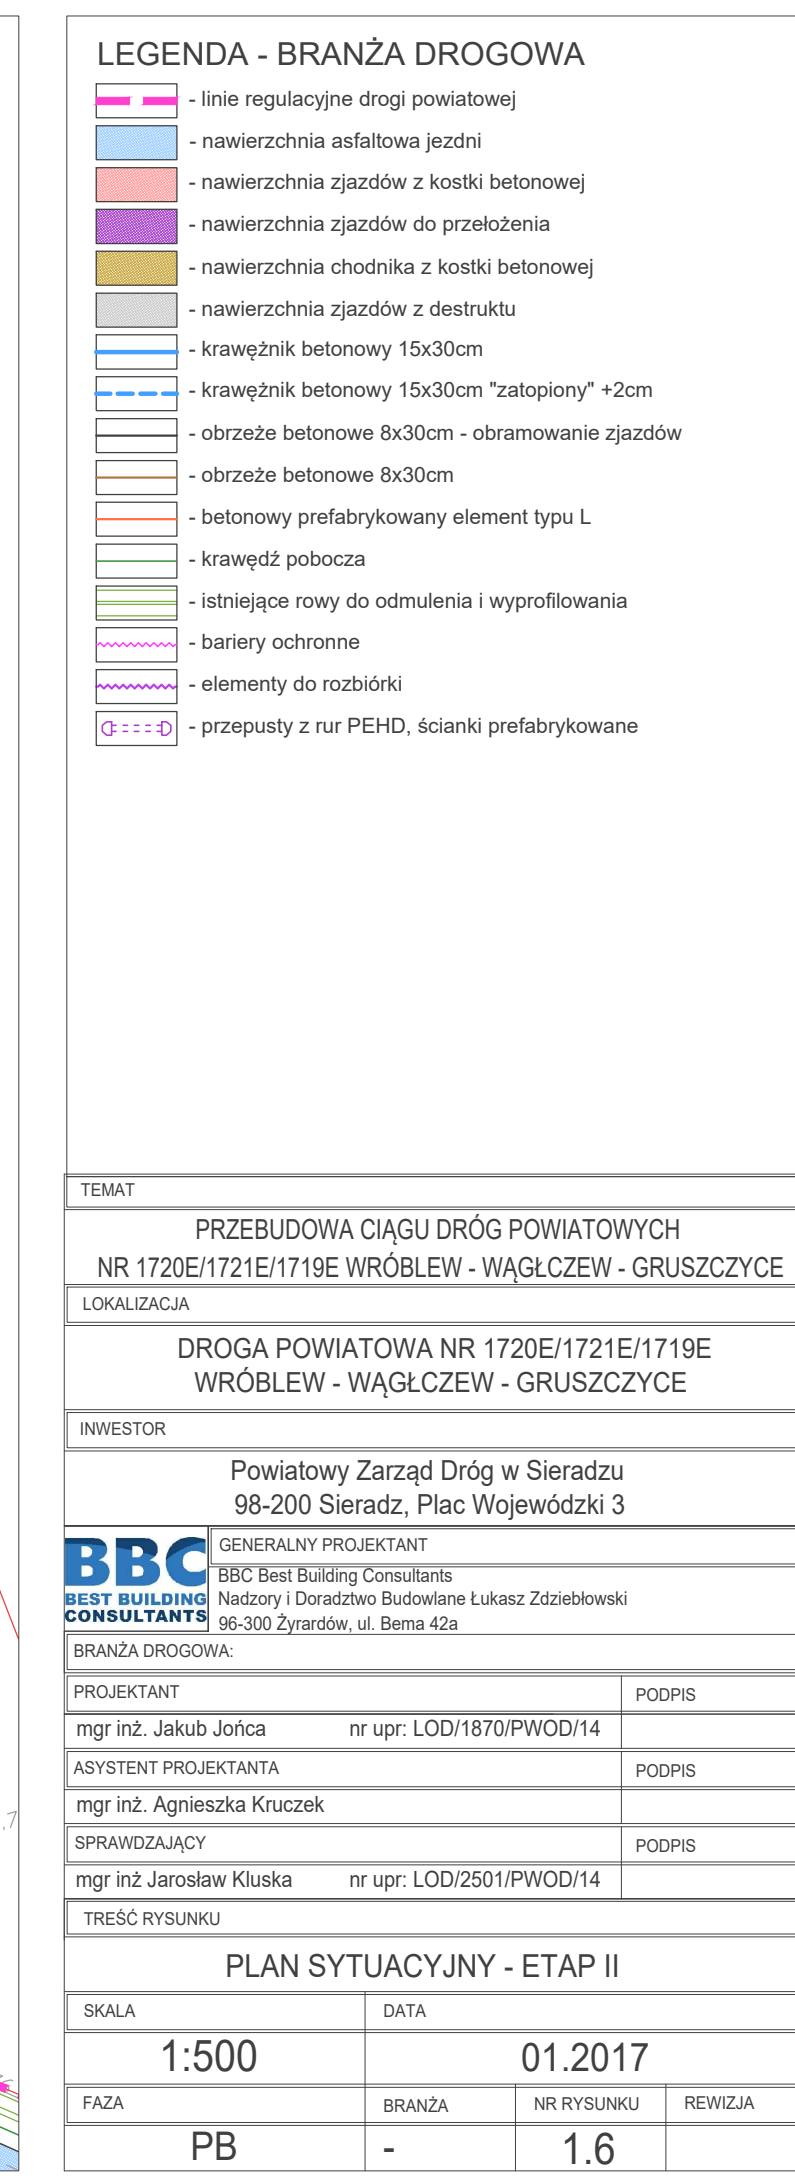 LEGENDA - BRANŻA DROGOWA
- linie regulacyjne drogi powiatowej
- nawierzchnia asfaltowa jezdni
- nawierzchnia zjazdów z kostki betonowej
- nawierzchnia zjazdów do przełożenia
- nawierzchnia chodnika z kostki betonowej
- nawierzchnia zjazdów z destruktu
- krawężnik betonowy 15x30cm
- krawężnik betonowy 15x30cm "zatopiony" +2cm
- obrzeże betonowe 8x30cm - obramowanie zjazdów
- obrzeże betonowe 8x30cm
- betonowy prefabrykowany element typu L
- krawędź pobocza
- istniejące rowy do odmulenia i wyprofilowania
- bariery ochronne
- elementy do rozbiórki
- przepusty z rur PEHD, ścianki prefabrykowane
TEMAT
PRZEBUDOWA CIĄGU DRÓG POWIATOWYCH
NR 1720E/1721E/1719E WRÓBLEW - WĄGŁCZEW - GRUSZCZYCE
LOKALIZACJA
DROGA POWIATOWA NR 1720E/1721E/1719E
WRÓBLEW - WĄGŁCZEW - GRUSZCZYCE
INWESTOR
Powiatowy Zarząd Dróg w Sieradzu
98-200 Sieradz, Plac Wojewódzki 3
BBC
BEST BUILDING
CONSULTANTS
GENERALNY PROJEKTANT
BBC Best Building Consultants
Nadzory i Doradztwo Budowlane Łukasz Zdziebłowski
96-300 Żyrardów, ul. Bema 42a
BRANŻA DROGOWA:
PROJEKTANT PODPIS
mgr inż. Jakub Jońca nr upr: LOD/1870/PWOD/14
ASYSTENT PROJEKTANTA PODPIS
mgr inż. Agnieszka Kruczek
SPRAWDZAJĄCY PODPIS
mgr inż Jarosław Kluska nr upr: LOD/2501/PWOD/14
TREŚĆ RYSUNKU
PLAN SYTUACYJNY - ETAP II
SKALA DATA
1:500 01.2017
FAZA BRANŻA NR RYSUNKU REWIZJA
PB - 1.6